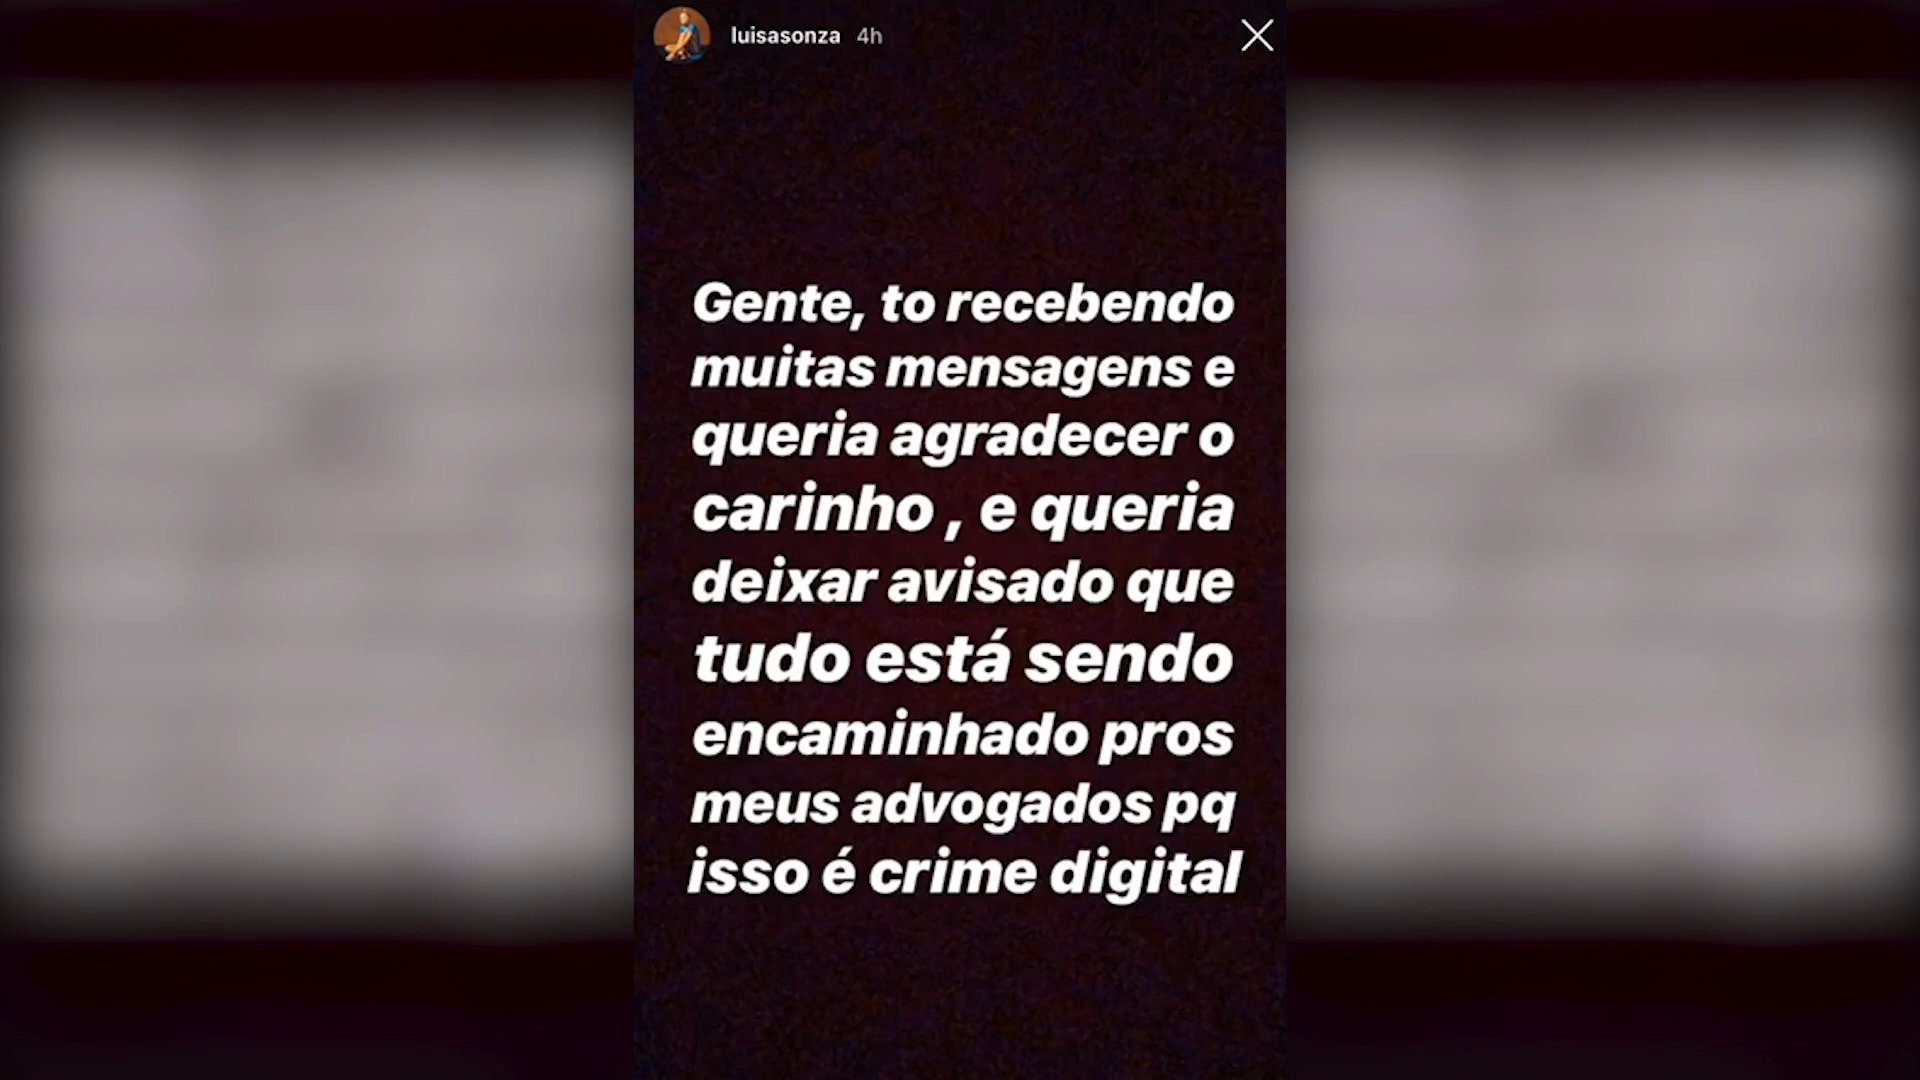 luisasonza 4h
Gente, to recebendo
muitas mensagens e
queria agradecer o
carinho , e queria
deixar avisado que
tudo está sendo
encaminhado pros
meus advogados pq
isso é crime digital